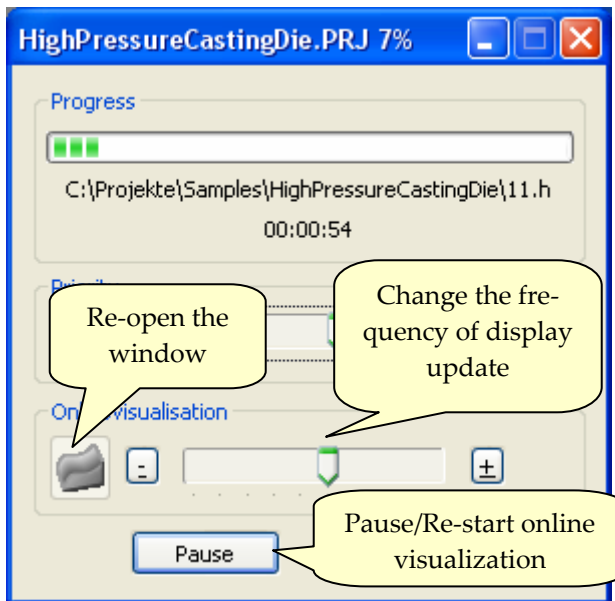 HighPressureCastingDie.PRJ 7%
Progress
C:\Projekte\Samples\HighPressureCastingDie\11.h
00:00:54
Re-open the
window
Change the fre-
quency of display
update
visualisation
-
+
Pause
Pause/Re-start online
visualization